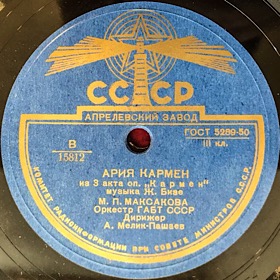 СССР
АПРЕЛЕВСКИЙ ЗАВОД
ГОСТ 5289-50
В
III кл.
15812
АРИЯ КАРМЕН
из 3 акта оп. „Кармен"
музыка Ж. Бизе
М. П. МАКСАКОВА
Оркестр ГАБТ СССР
Дирижер
А. Мелик-Пашаев
КОМИТЕТ РАДИОИНФОРМАЦИИ ПРИ СОВЕТЕ МИНИСТРОВ С.С.С.Р.